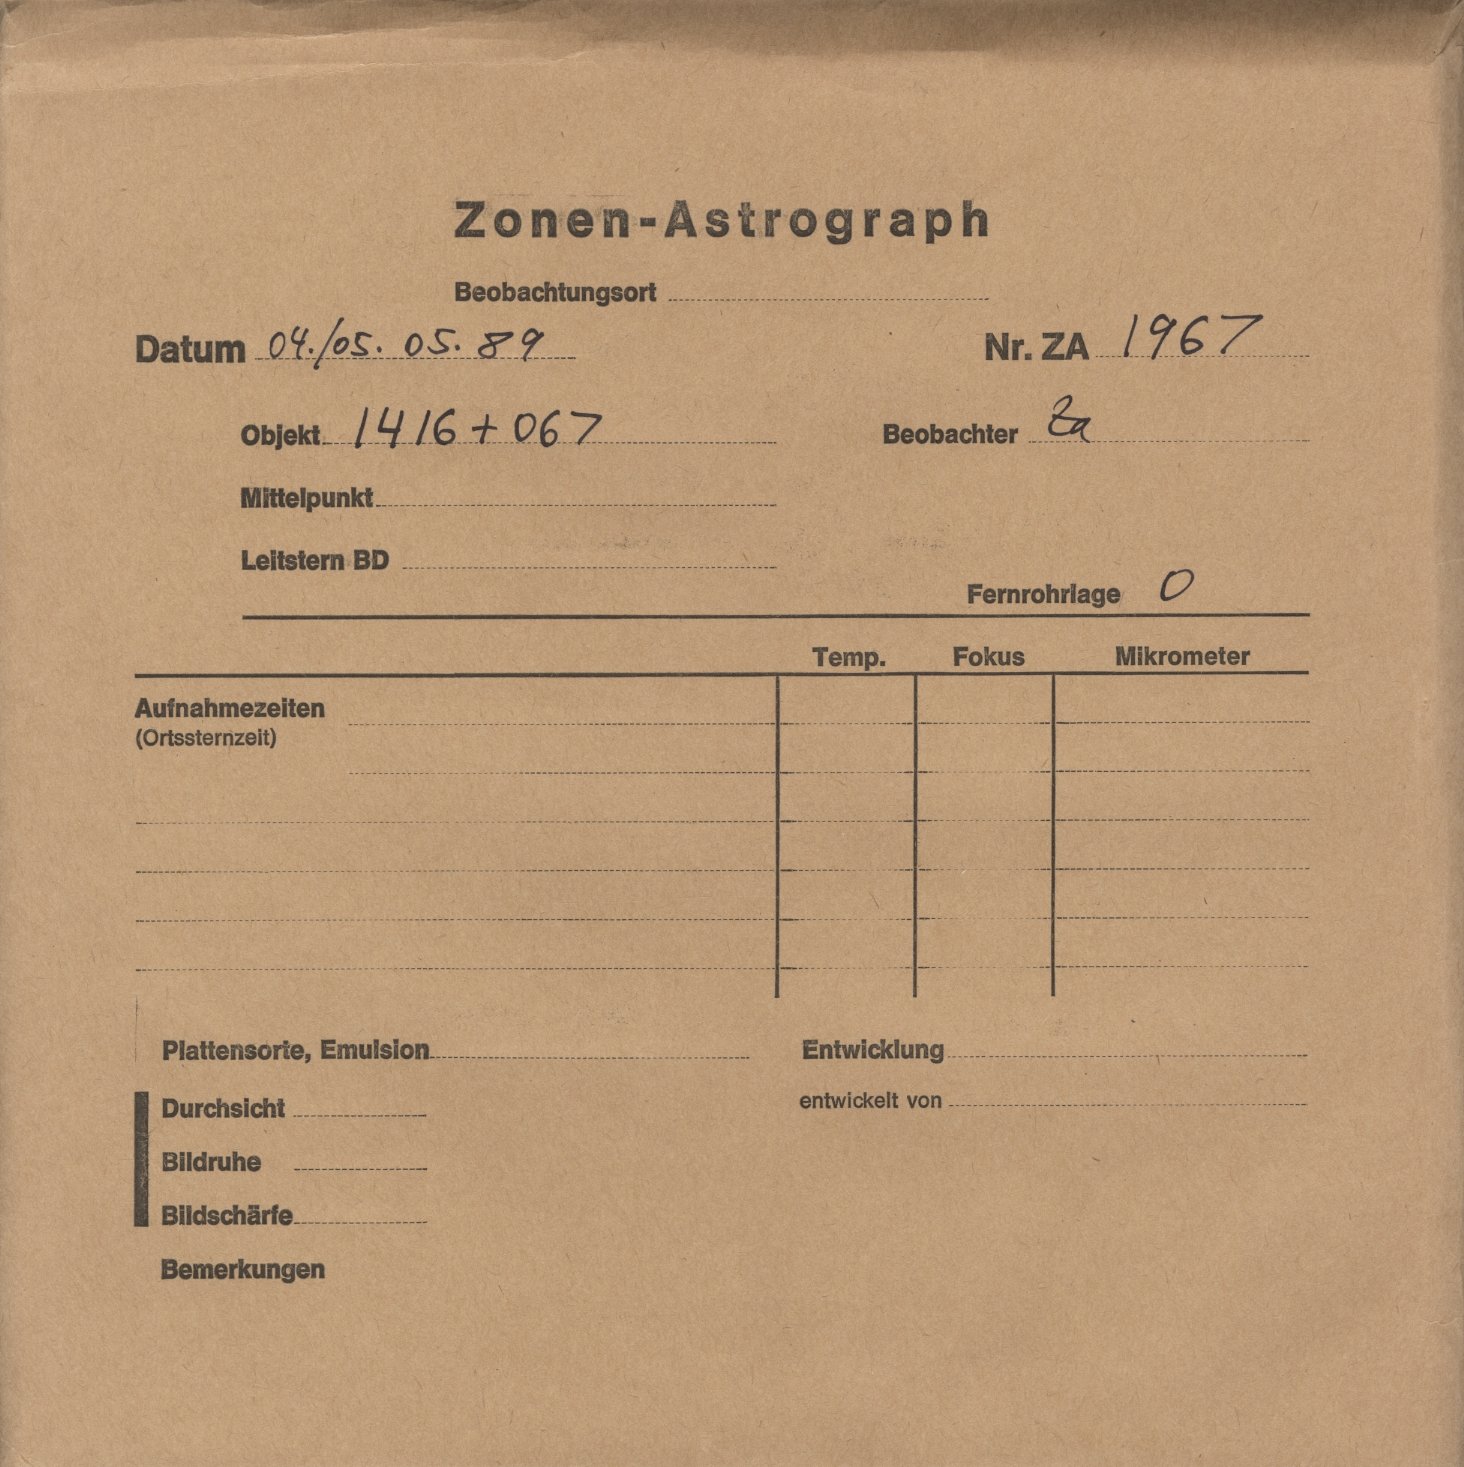 Zonen-Astrograph
Beobachtungsort
Datum 04./05. 05. 89 Nr. ZA 1967
Objekt 1416+067 Beobachter Za
Mittelpunkt
Leitstern BD
Fernrohrlage O
Temp. Fokus Mikrometer
Aufnahmezeiten
(Ortssternzeit)
Plattensorte, Emulsion Entwicklung
Durchsicht entwickelt von
Bildruhe
Bildschärfe
Bemerkungen